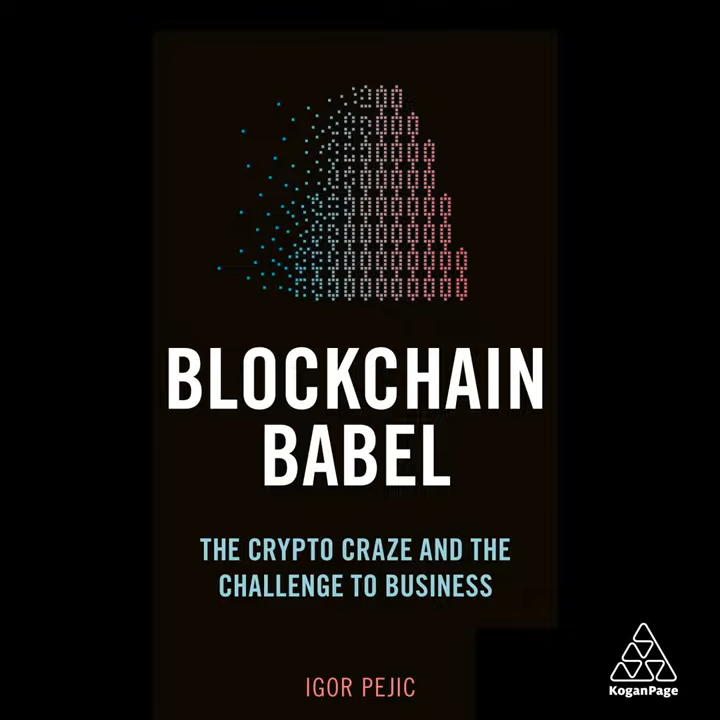 BLOCKCHAIN
BABEL
THE CRYPTO CRAZE AND THE
CHALLENGE TO BUSINESS
IGOR PEJIC
KoganPage